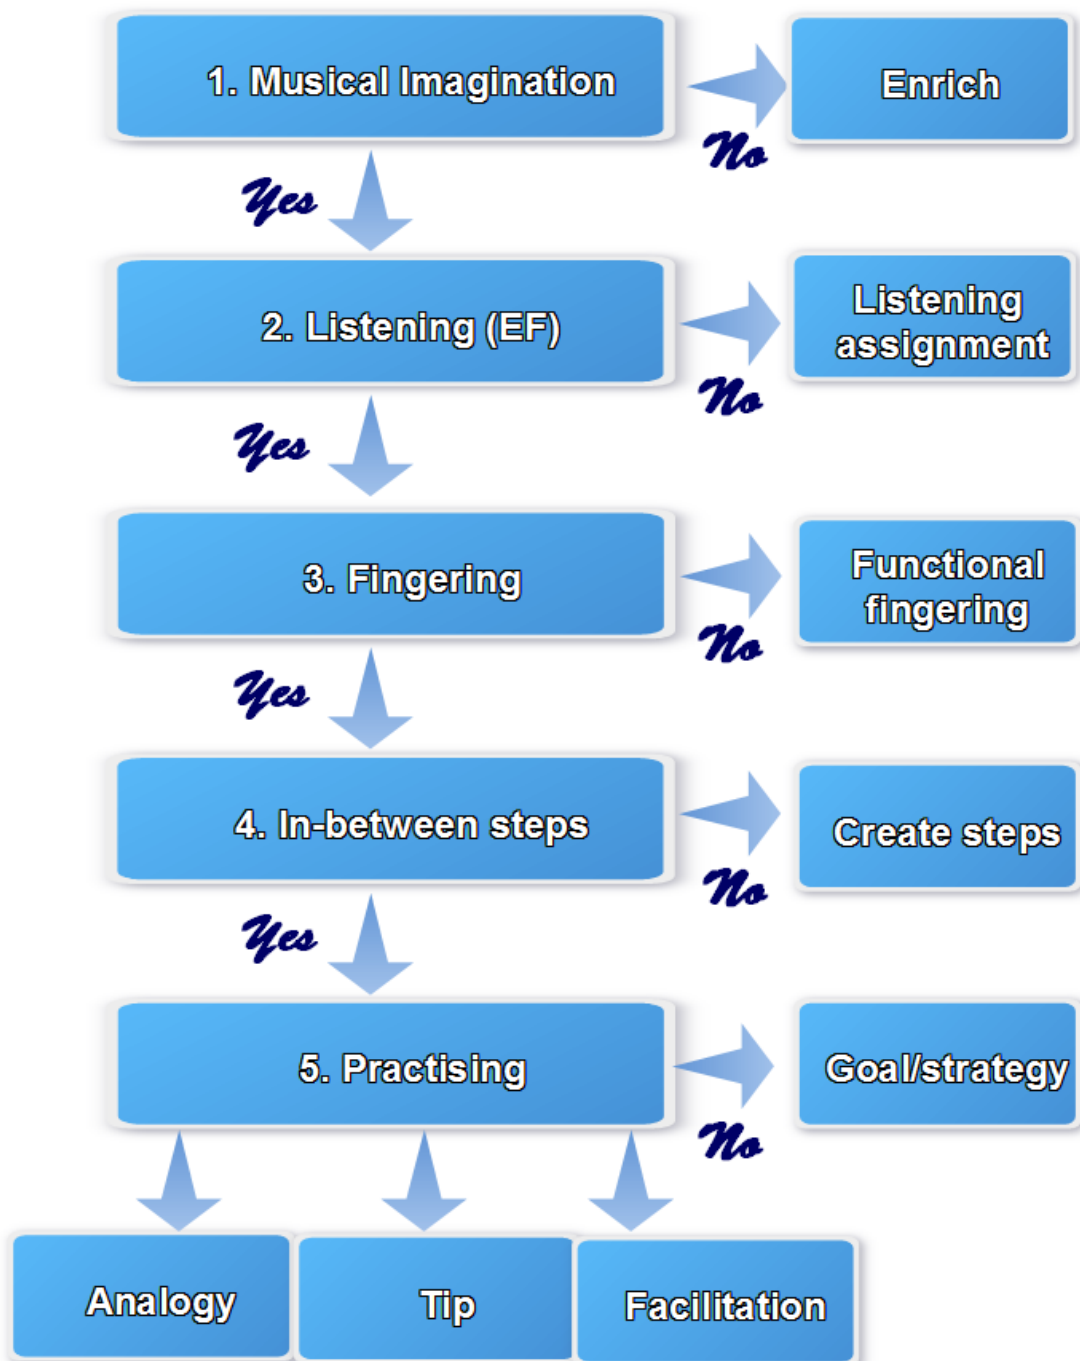 1. Musical Imagination
Enrich
No
Yes
2. Listening (EF)
Listening
assignment
No
Yes
3. Fingering
Functional
fingering
No
Yes
4. In-between steps
Create steps
No
Yes
5. Practising
Goal/strategy
No
Analogy
Tip
Facilitation